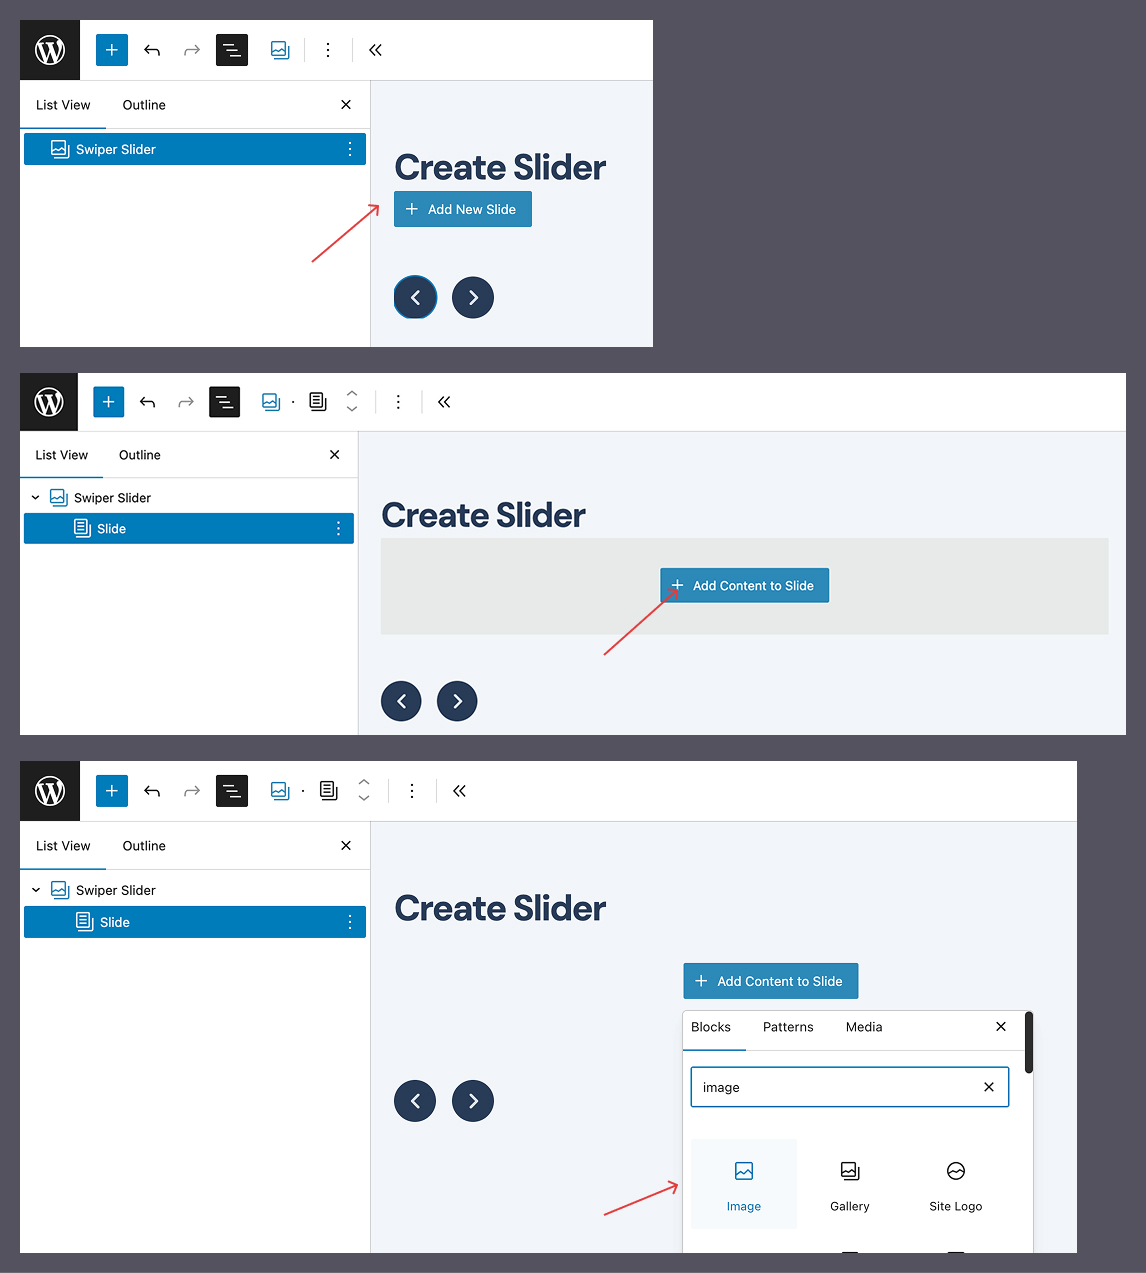 List View Outline
Swiper Slider
Create Slider
Add New Slide
List View Outline
Swiper Slider
Slide
Create Slider
Add Content to Slide
List View Outline
Swiper Slider
Slide
Create Slider
Add Content to Slide
Blocks Patterns Media
image
Image Gallery Site Logo